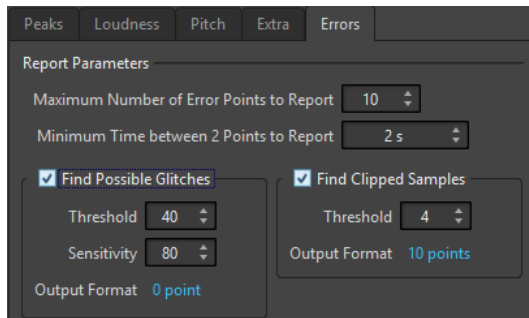 Peaks Loudness Pitch Extra Errors
Report Parameters
Maximum Number of Error Points to Report 10
Minimum Time between 2 Points to Report 2 s
Find Possible Glitches
Threshold 40
Sensitivity 80
Output Format 0 point
Find Clipped Samples
Threshold 4
Output Format 10 points